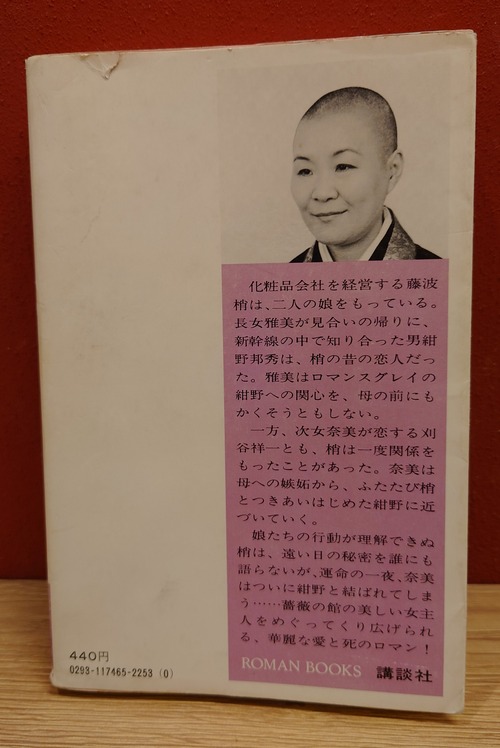 化粧品会社を経営する藤波
梢は、二人の娘をもっている。
長女雅美が見合いの帰りに、
新幹線の中で知り合った男紺
野邦秀は、梢の昔の恋人だっ
た。雅美はロマンスグレイの
紺野への関心を、母の前にも
かくそうともしない。
一方、次女奈美が恋する刈
谷祥一とも、梢は一度関係を
もったことがあった。奈美は
母への嫉妬から、ふたたび梢
とつきあいはじめた紺野に近
づいていく。
娘たちの行動が理解できぬ
梢は、遠い日の秘密を誰にも
語らないが、運命の一夜、奈美
はついに紺野と結ばれてしま
う……薔薇の館の美しい女主
人をめぐってくり広げられ
る、華麗な愛と死のロマン！
ROMAN BOOKS 講談社
440円
0293-117465-2253 (0)